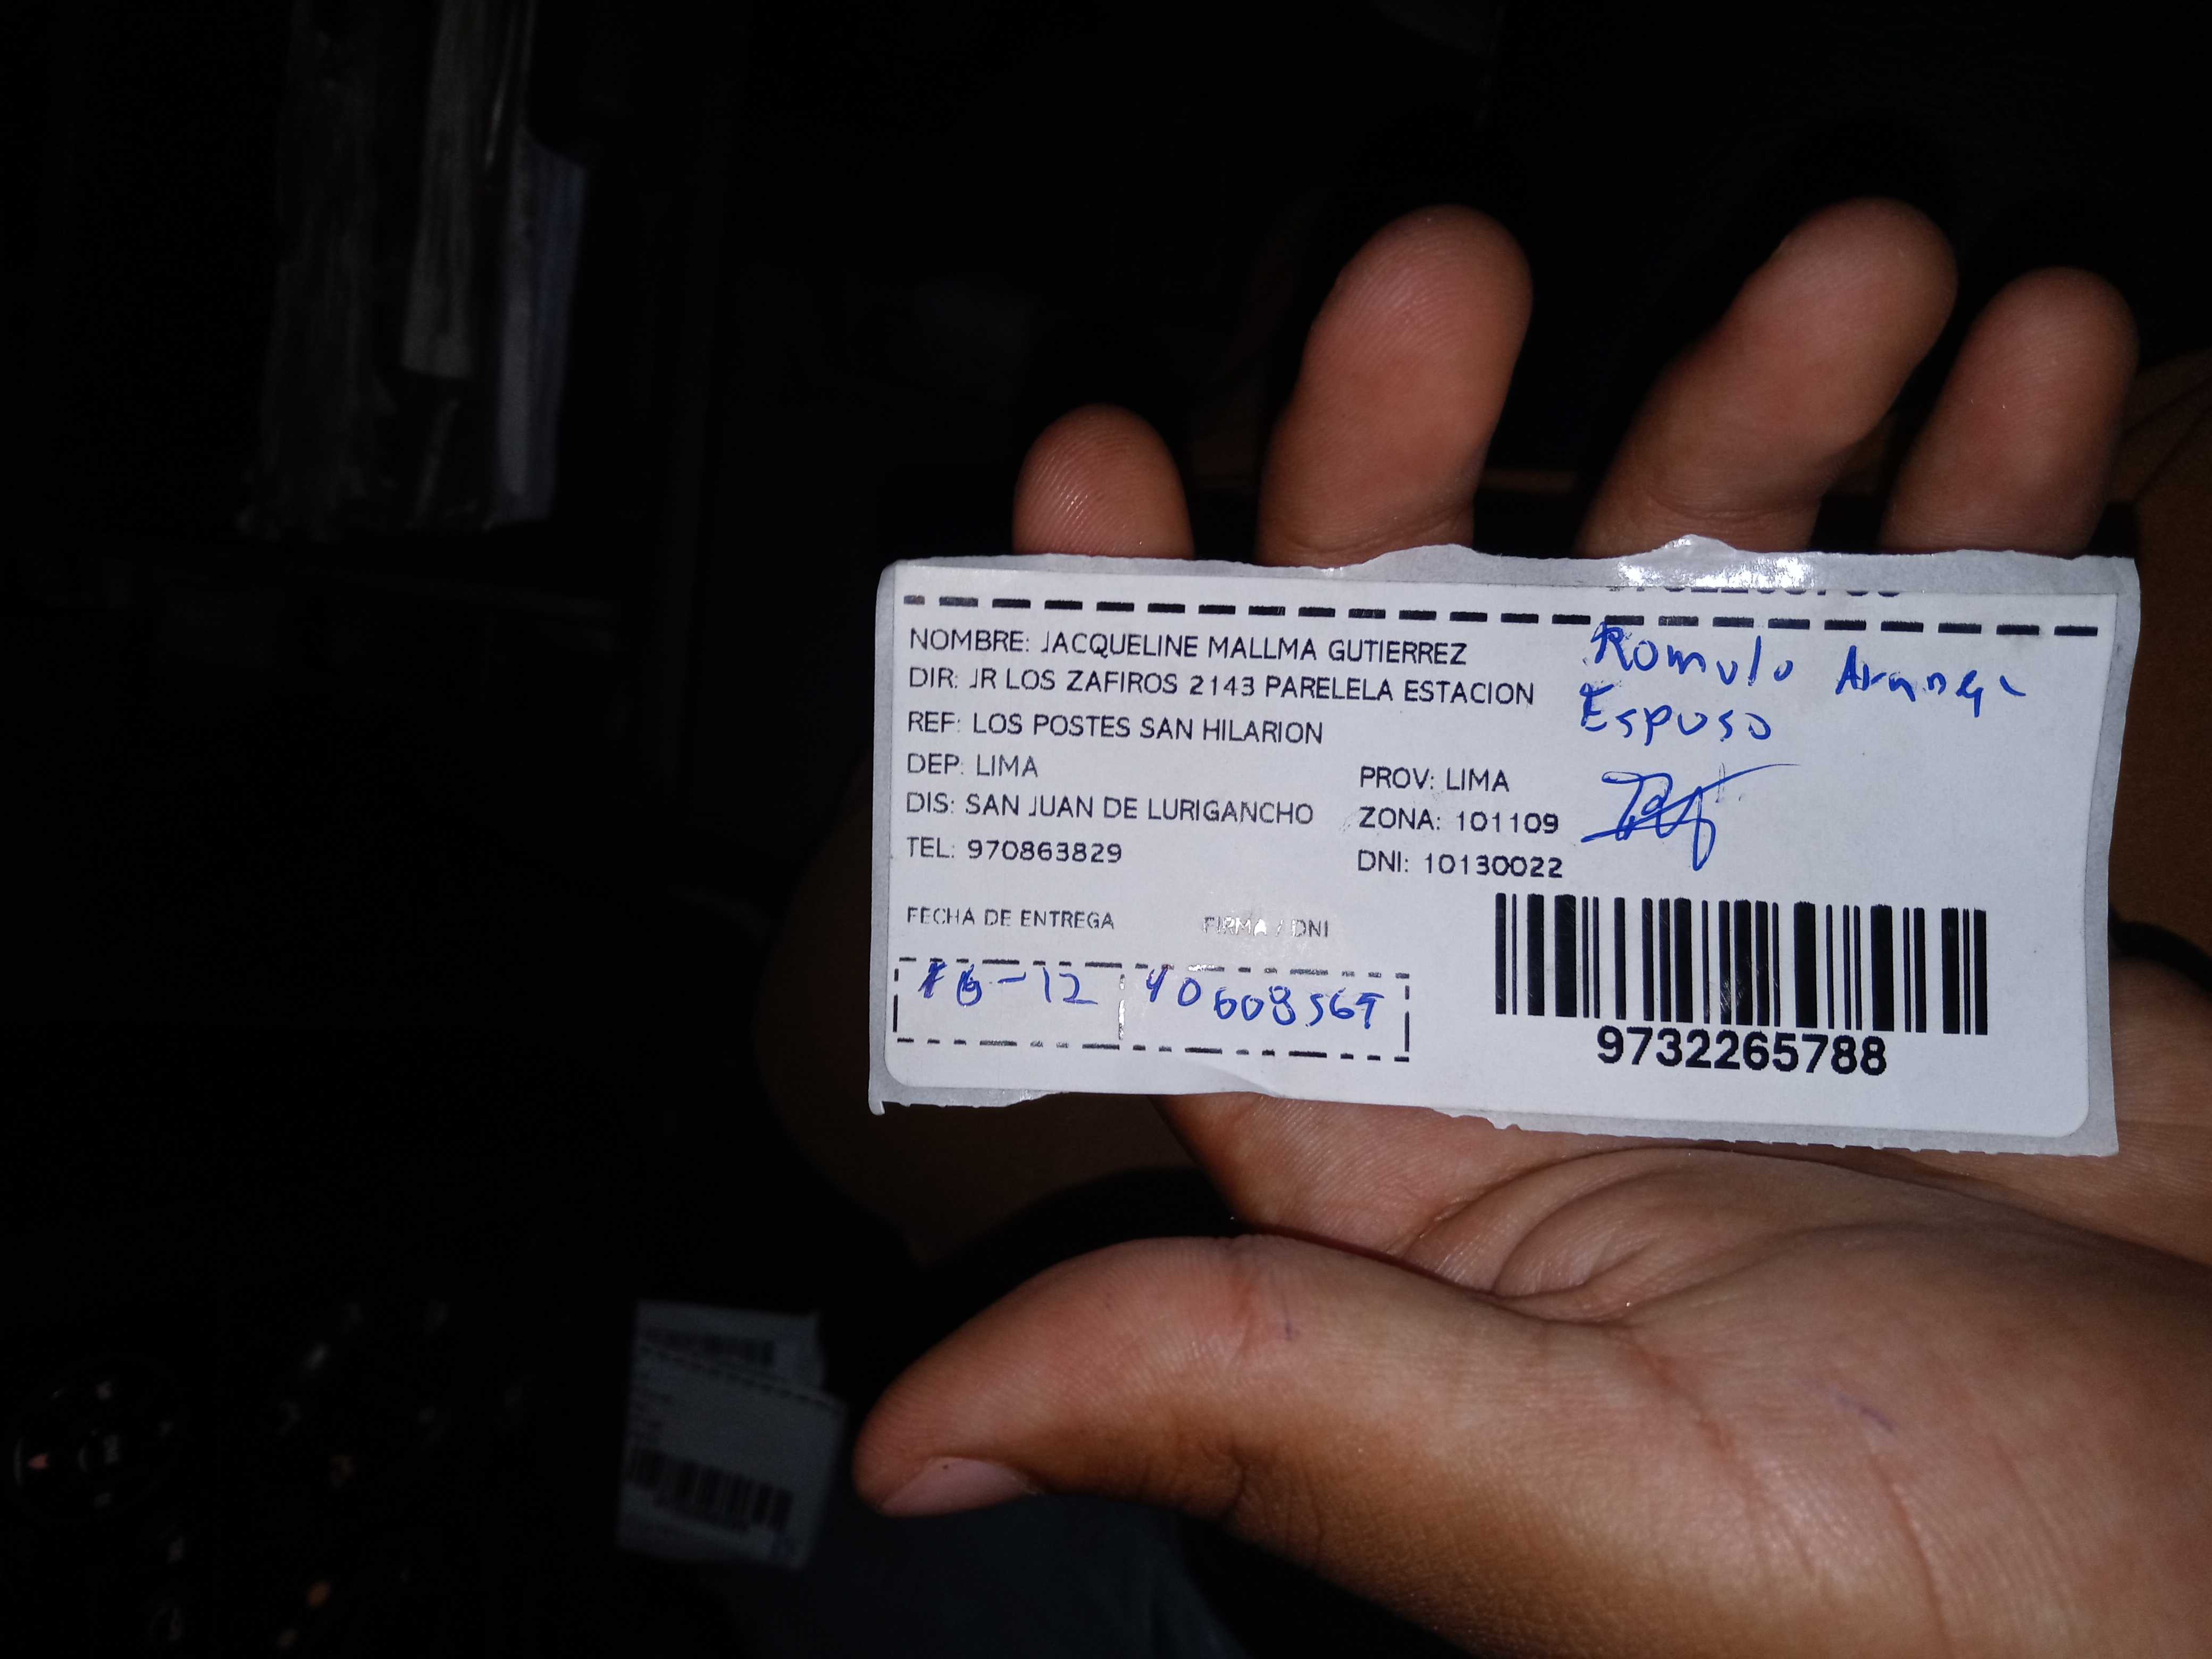 NOMBRE: JACQUELINE MALLMA GUTIERREZ
DIR: JR LOS ZAFIROS 2143 PARELELA ESTACION
REF: LOS POSTES SAN HILARION
DEP: LIMA PROV: LIMA
DIS: SAN JUAN DE LURIGANCHO ZONA: 101109
TEL: 970863829 DNI: 10130022
Romulo
Esposo
FECHA DE ENTREGA FIRMA / DNI
16-12
9732265788